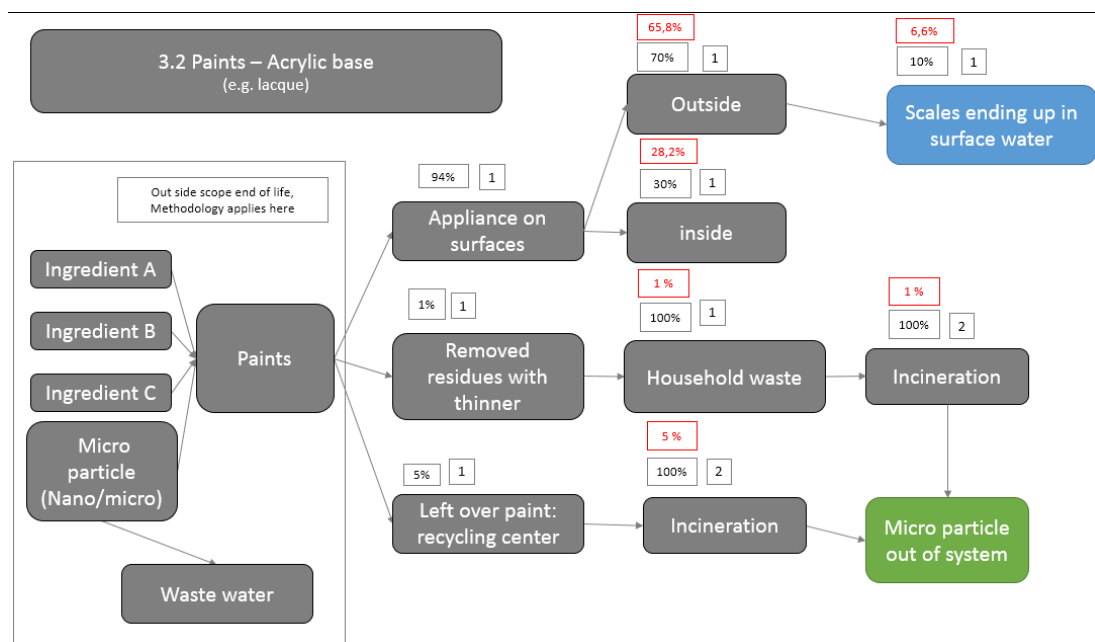 3.2 Paints – Acrylic base
(e.g. lacque)
65,8%
70%
1
6,6%
10%
1
Outside
Scales ending up in
surface water
Out side scope end of life,
Methodology applies here
94%
1
28,2%
30%
1
Appliance on
surfaces
inside
Ingredient A
Ingredient B
Ingredient C
Micro
particle
(Nano/micro)
Paints
Waste water
1%
1
1 %
100%
1
1 %
100%
2
Removed
residues with
thinner
Household waste
Incineration
5%
1
5 %
100%
2
Left over paint:
recycling center
Incineration
Micro particle
out of system